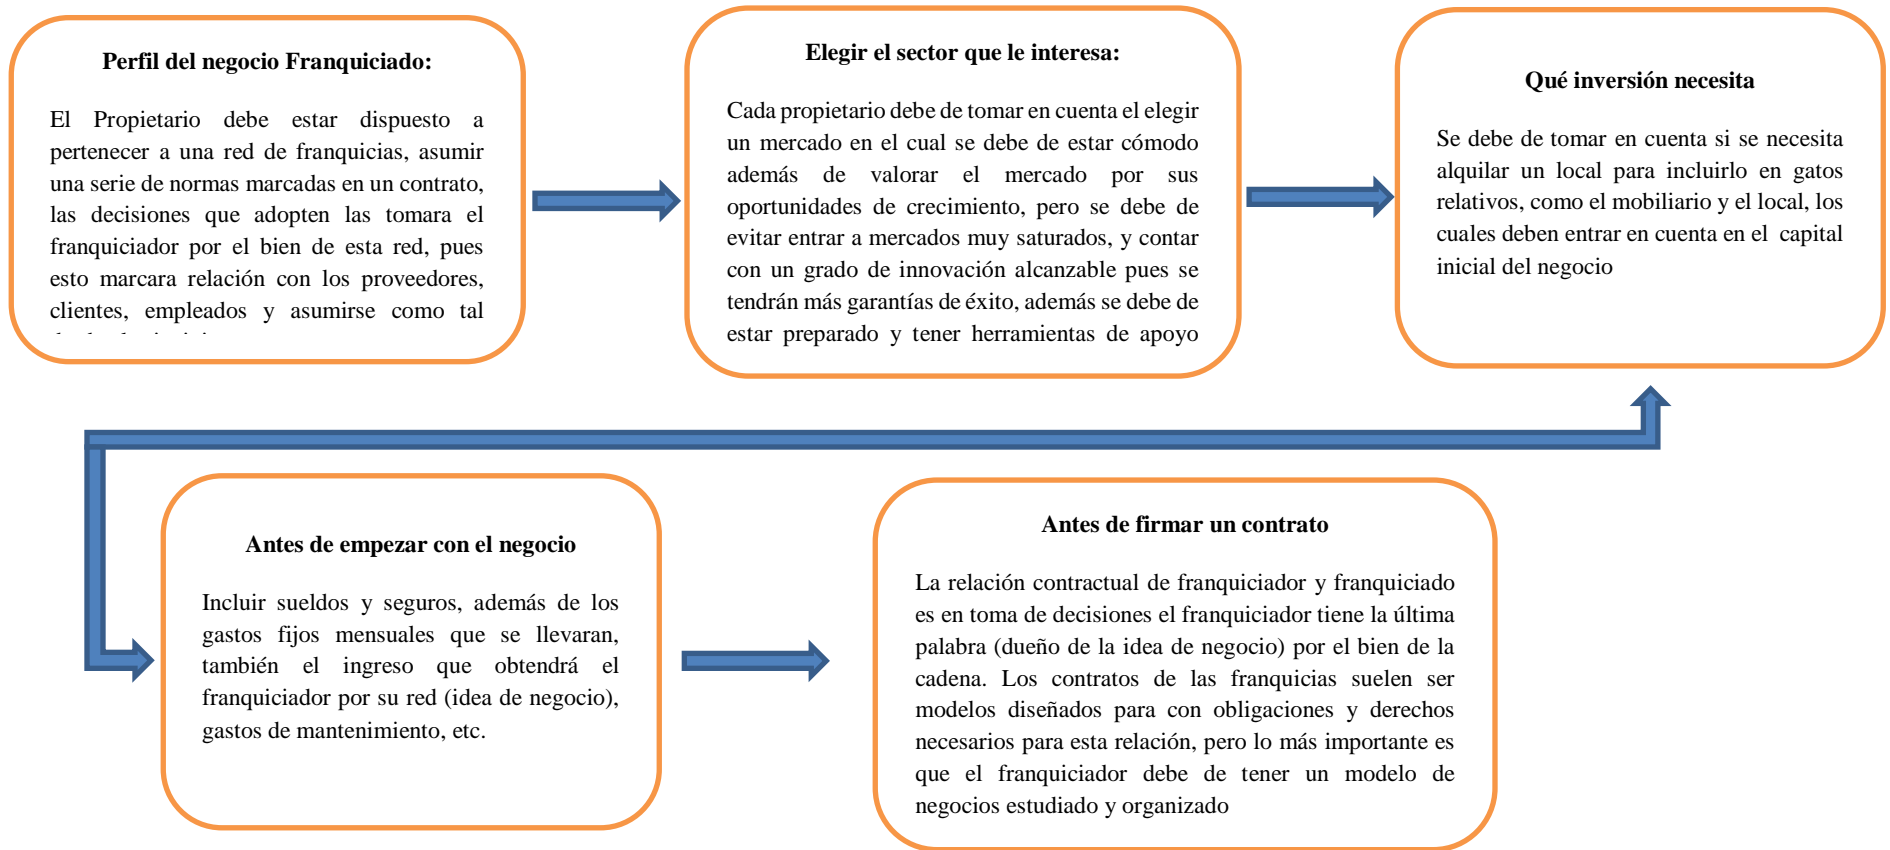 Perfil del negocio Franquiciado:
El Propietario debe estar dispuesto a
pertenecer a una red de franquicias, asumir
una serie de normas marcadas en un contrato,
las decisiones que adopten las tomara el
franquiciador por el bien de esta red, pues
esto marcara relación con los proveedores,
clientes, empleados y asumirse como tal
Elegir el sector que le interesa:
Cada propietario debe de tomar en cuenta el elegir
un mercado en el cual se debe de estar cómodo
además de valorar el mercado por sus
oportunidades de crecimiento, pero se debe de
evitar entrar a mercados muy saturados, y contar
con un grado de innovación alcanzable pues se
tendrán más garantías de éxito, además se debe de
estar preparado y tener herramientas de apoyo
Qué inversión necesita
Se debe de tomar en cuenta si se necesita
alquilar un local para incluirlo en gatos
relativos, como el mobiliario y el local, los
cuales deben entrar en cuenta en el capital
inicial del negocio
Antes de empezar con el negocio
Incluir sueldos y seguros, además de los
gastos fijos mensuales que se llevaran,
también el ingreso que obtendrá el
franquiciador por su red (idea de negocio),
gastos de mantenimiento, etc.
Antes de firmar un contrato
La relación contractual de franquiciador y franquiciado
es en toma de decisiones el franquiciador tiene la última
palabra (dueño de la idea de negocio) por el bien de la
cadena. Los contratos de las franquicias suelen ser
modelos diseñados para con obligaciones y derechos
necesarios para esta relación, pero lo más importante es
que el franquiciador debe de tener un modelo de
negocios estudiado y organizado